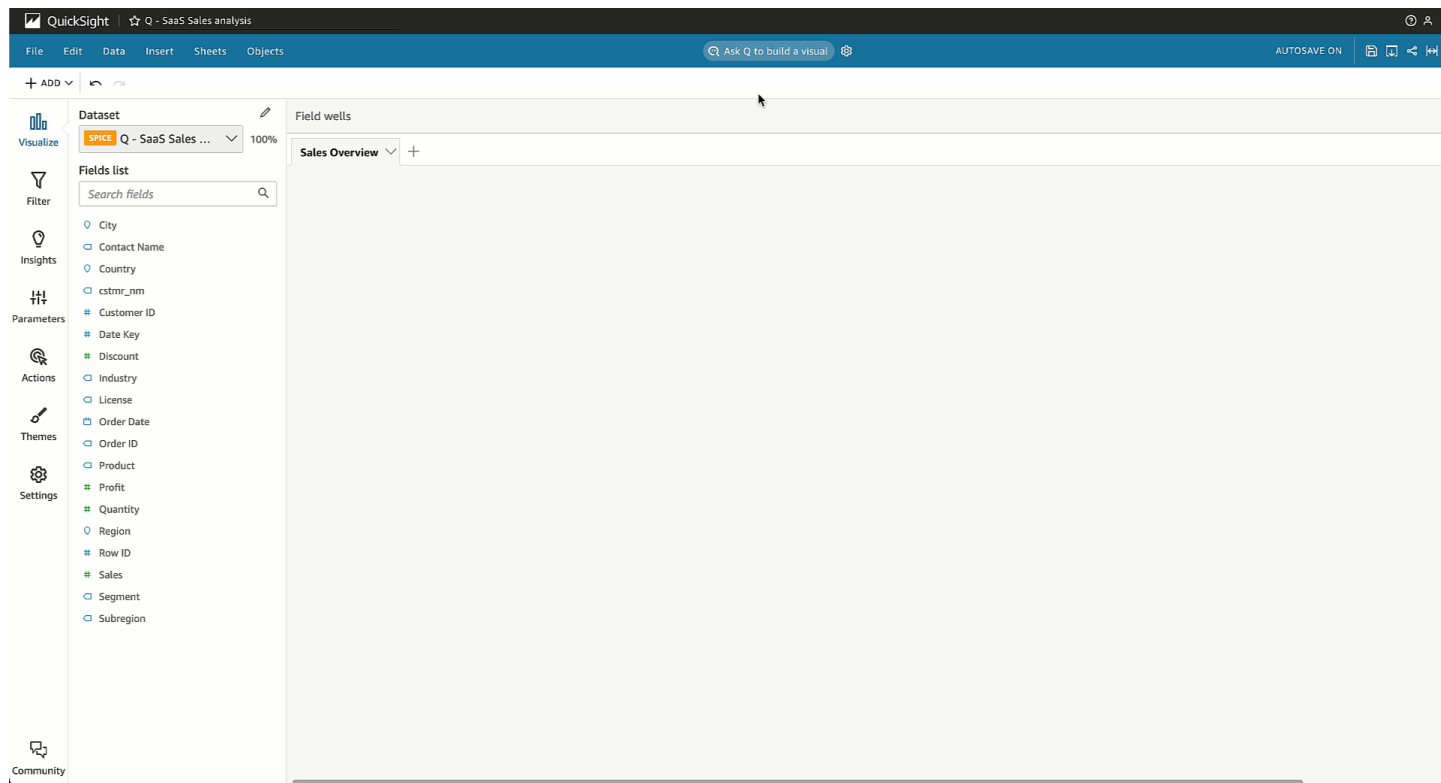 QuickSight
Q - SaaS Sales analysis
File Edit Data Insert Sheets Objects
Ask Q to build a visual
AUTOSAVE ON
ADD
Visualize
Filter
Insights
Parameters
Actions
Themes
Settings
Community
Dataset
SPICE Q - SaaS Sales ... 100%
Fields list
Search fields
City
Contact Name
Country
cstmr_nm
# Customer ID
# Date Key
# Discount
Industry
License
Order Date
Order ID
Product
# Profit
# Quantity
Region
# Row ID
# Sales
Segment
Subregion
Field wells
Sales Overview